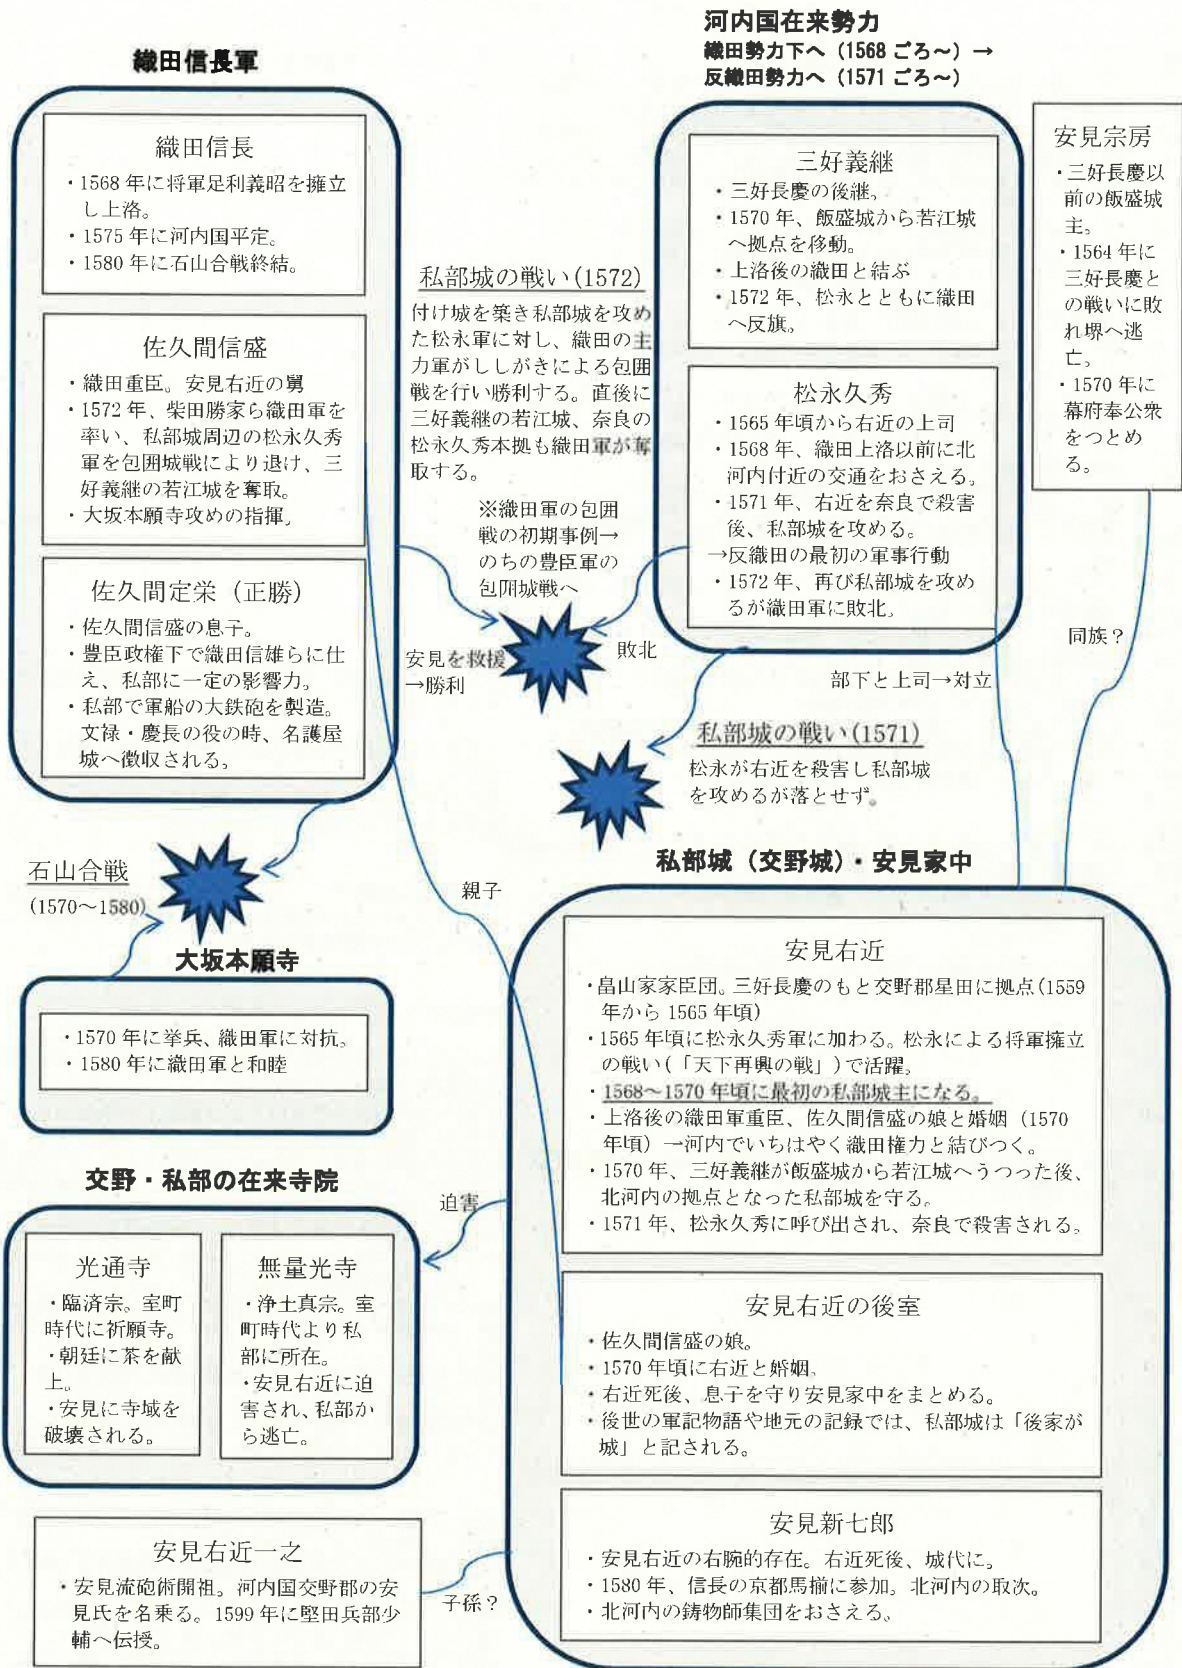 織田信長軍
織田信長
・1568 年に将軍足利義昭を擁立
し上洛。
・1575 年に河内国平定。
・1580 年に石山合戦終結。
佐久間信盛
・織田重臣。安見右近の舅
・1572 年、柴田勝家ら織田軍を
率い、私部城周辺の松永久秀
軍を包囲城戦により退け、三
好義継の若江城を奪取。
・大坂本願寺攻めの指揮。
佐久間定栄（正勝）
・佐久間信盛の息子。
・豊臣政権下で織田信雄らに仕
え、私部に一定の影響力。
・私部で軍船の大鉄砲を製造。
文禄・慶長の役の時、名護屋
城へ徴収される。
私部城の戦い(1572)
付け城を築き私部城を攻め
た松永軍に対し、織田の主
力軍がししがきによる包囲
戦を行い勝利する。直後に
三好義継の若江城、奈良の
松永久秀本拠も織田軍が奪
取する。
※織田軍の包囲
戦の初期事例→
のちの豊臣軍の
包囲城戦へ
安見を救援
→勝利
敗北
河内国在来勢力
織田勢力下へ（1568 ごろ～）→
反織田勢力へ（1571 ごろ～）
三好義継
・三好長慶の後継。
・1570 年、飯盛城から若江城
へ拠点を移動。
・上洛後の織田と結ぶ
・1572 年、松永とともに織田
へ反旗。
松永久秀
・1565 年頃から右近の上司
・1568 年、織田上洛以前に北
河内付近の交通をおさえる。
・1571 年、右近を奈良で殺害
後、私部城を攻める。
→反織田の最初の軍事行動
・1572 年、再び私部城を攻め
るが織田軍に敗北。
安見宗房
・三好長慶以
前の飯盛城
主。
・1564 年に
三好長慶と
の戦いに敗
れ堺へ逃
亡。
・1570 年に
幕府奉公衆
をつとめ
る。
同族？
部下と上司→対立
私部城の戦い(1571)
松永が右近を殺害し私部城
を攻めるが落とせず。
石山合戦
(1570～1580)
大坂本願寺
・1570 年に挙兵、織田軍に対抗。
・1580 年に織田軍と和睦
親子
私部城（交野城）・安見家中
安見右近
・畠山家家臣団。三好長慶のもと交野郡星田に拠点(1559
年から 1565 年頃)
・1565 年頃に松永久秀軍に加わる。松永による将軍擁立
の戦い(「天下再興の戦」)で活躍。
・1568～1570 年頃に最初の私部城主になる。
・上洛後の織田軍重臣、佐久間信盛の娘と婚姻（1570
年頃）→河内でいちはやく織田権力と結びつく。
・1570 年、三好義継が飯盛城から若江城へうつった後、
北河内の拠点となった私部城を守る。
・1571 年、松永久秀に呼び出され、奈良で殺害される。
安見右近の後室
・佐久間信盛の娘。
・1570 年頃に右近と婚姻。
・右近死後、息子を守り安見家中をまとめる。
・後世の軍記物語や地元の記録では、私部城は「後家が
城」と記される。
安見新七郎
・安見右近の右腕的存在。右近死後、城代に。
・1580 年、信長の京都馬揃に参加。北河内の取次。
・北河内の鋳物師集団をおさえる。
交野・私部の在来寺院
迫害
光通寺
・臨済宗。室町
時代に祈願寺。
・朝廷に茶を献
上。
・安見に寺域を
破壊される。
無量光寺
・浄土真宗。室
町時代より私
部に所在。
・安見右近に迫
害され、私部か
ら逃亡。
安見右近一之
・安見流砲術開祖。河内国交野郡の安
見氏を名乗る。1599 年に堅田兵部少
輔へ伝授。
子孫？